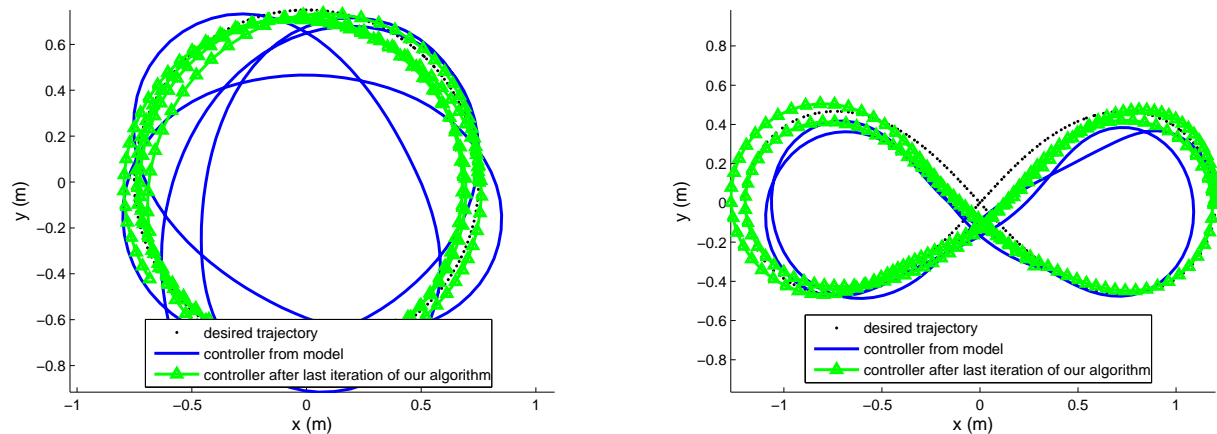 0.6
0.4
0.2
0
−0.2
−0.4
−0.6
−0.8
y (m)
−1
−0.5
0
0.5
1
x (m)
desired trajectory
controller from model
controller after last iteration of our algorithm
0.8
0.6
0.4
0.2
0
−0.2
−0.4
−0.6
−0.8
y (m)
−1
−0.5
0
0.5
1
x (m)
desired trajectory
controller from model
controller after last iteration of our algorithm